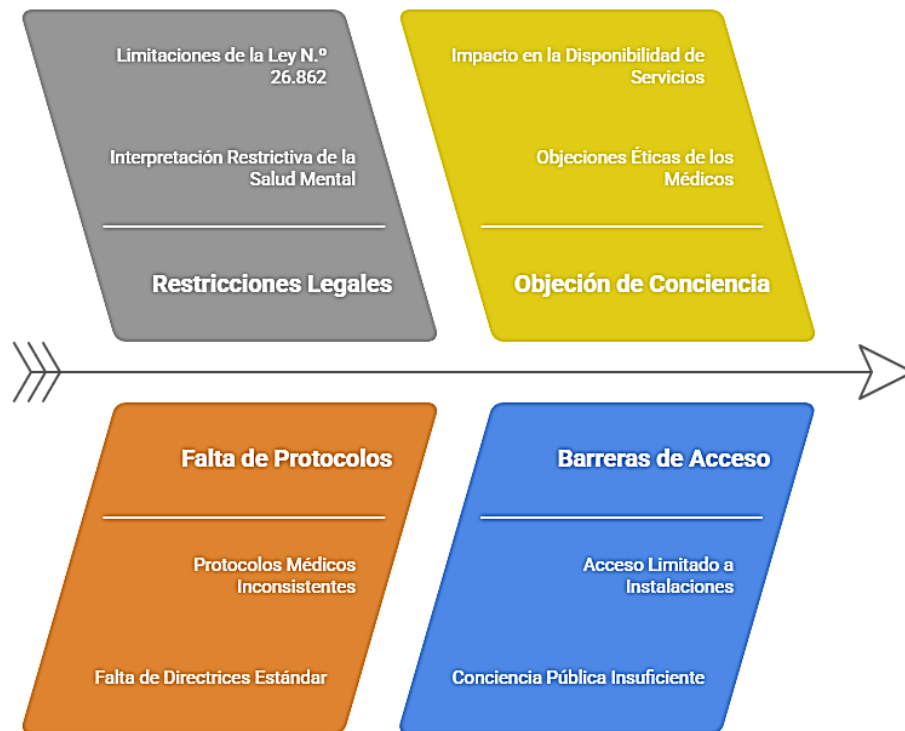 Limitaciones de la Ley N.º
26.862
Interpretación Restrictiva de la
Salud Mental
Restricciones Legales
Impacto en la Disponibilidad de
Servicios
Objeciones Éticas de los
Médicos
Objeción de Conciencia
Falta de Protocolos
Protocolos Médicos
Inconsistentes
Falta de Directrices Estándar
Barreras de Acceso
Acceso Limitado a
Instalaciones
Conciencia Pública Insuficiente